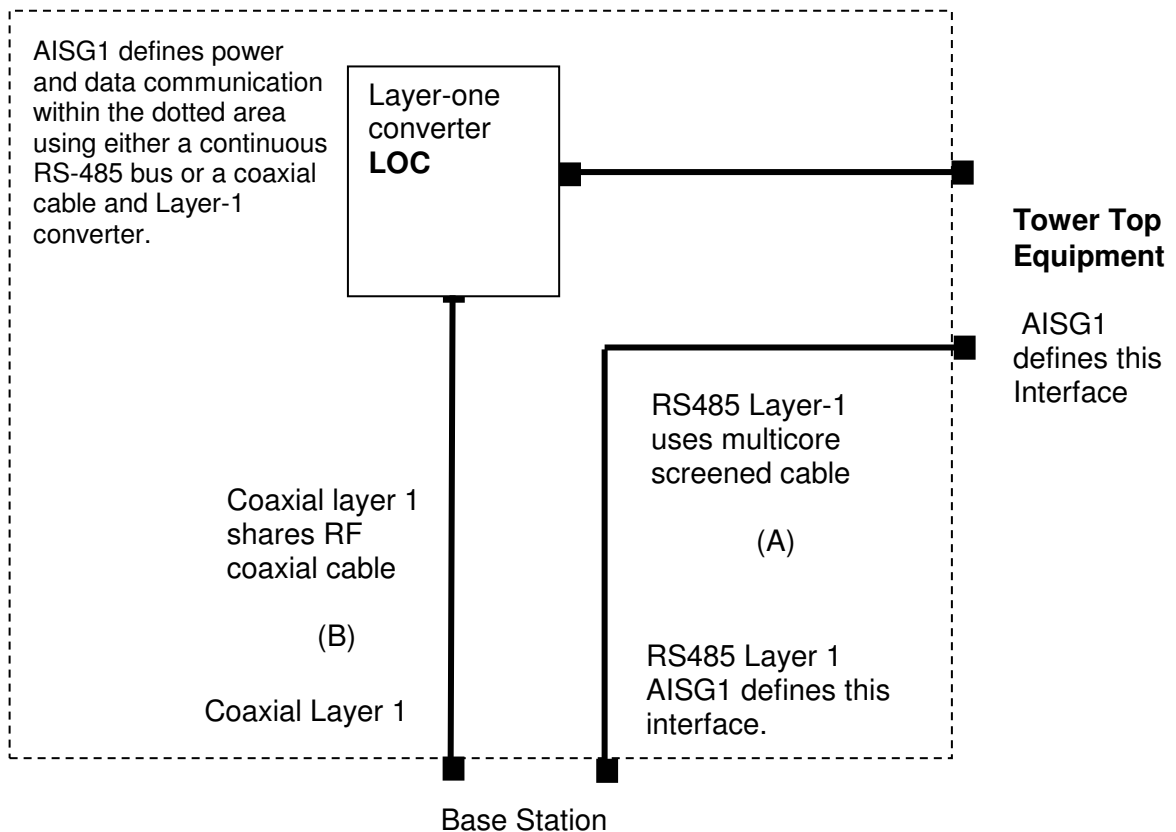 AISG1 defines power
and data communication
within the dotted area
using either a continuous
RS-485 bus or a coaxial
cable and Layer-1
converter.
Layer-one
converter
LOC
Tower Top
Equipment
AISG1
defines this
Interface
RS485 Layer-1
uses multicore
screened cable
(A)
Coaxial layer 1
shares RF
coaxial cable
(B)
RS485 Layer 1
AISG1 defines this
interface.
Coaxial Layer 1
Base Station